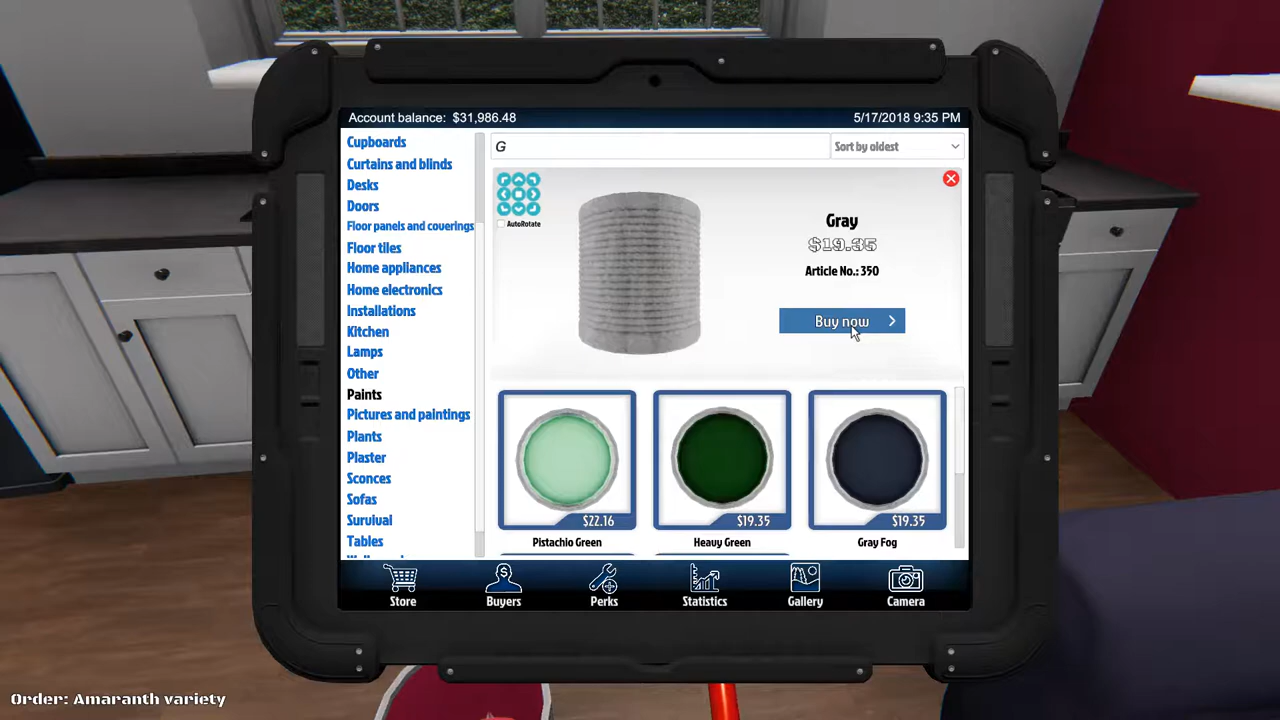 Account balance: $31,986.48
5/17/2018 9:35 PM
Cupboards
Curtains and blinds
Desks
Doors
Floor panels and coverings
Floor tiles
Home appliances
Home electronics
Installations
Kitchen
Lamps
Other
Paints
Pictures and paintings
Plants
Plaster
Sconces
Sofas
Survival
Tables
G
Sort by oldest
AutoRotate
Gray
$19.35
Article No.: 350
Buy now
$22.16
$19.35
$19.35
Pistachio Green
Heavy Green
Gray Fog
Store
Buyers
Perks
Statistics
Gallery
Camera
Order: Amaranth variety